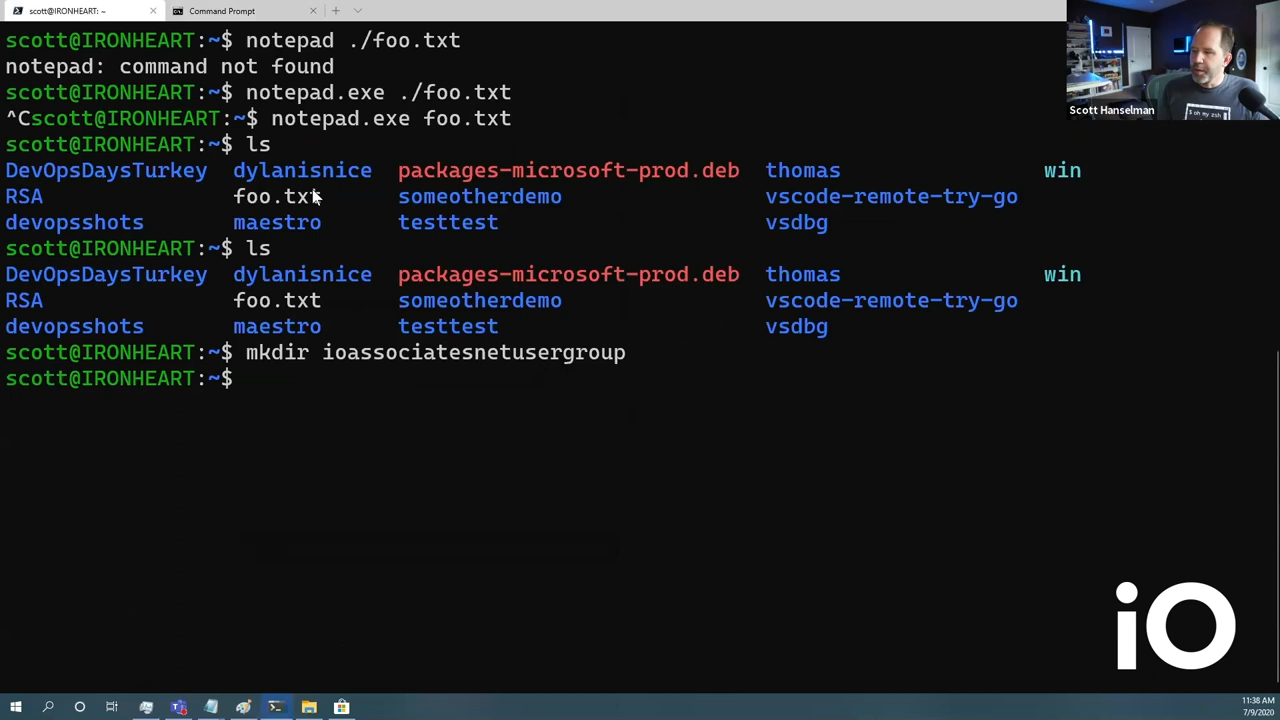 scott@IRONHEART: ~
Command Prompt
scott@IRONHEART:~$ notepad ./foo.txt
notepad: command not found
scott@IRONHEART:~$ notepad.exe ./foo.txt
^Cscott@IRONHEART:~$ notepad.exe foo.txt
scott@IRONHEART:~$ ls
DevOpsDaysTurkey dylanisnice packages-microsoft-prod.deb thomas win
RSA foo.txt someotherdemo vscode-remote-try-go
devopsshots maestro testtest vsdbg
scott@IRONHEART:~$ ls
DevOpsDaysTurkey dylanisnice packages-microsoft-prod.deb thomas win
RSA foo.txt someotherdemo vscode-remote-try-go
devopsshots maestro testtest vsdbg
scott@IRONHEART:~$ mkdir ioassociatesnetusergroup
scott@IRONHEART:~$
Scott Hanselman
$ oh my zsh
iO
11:38 AM
7/9/2020